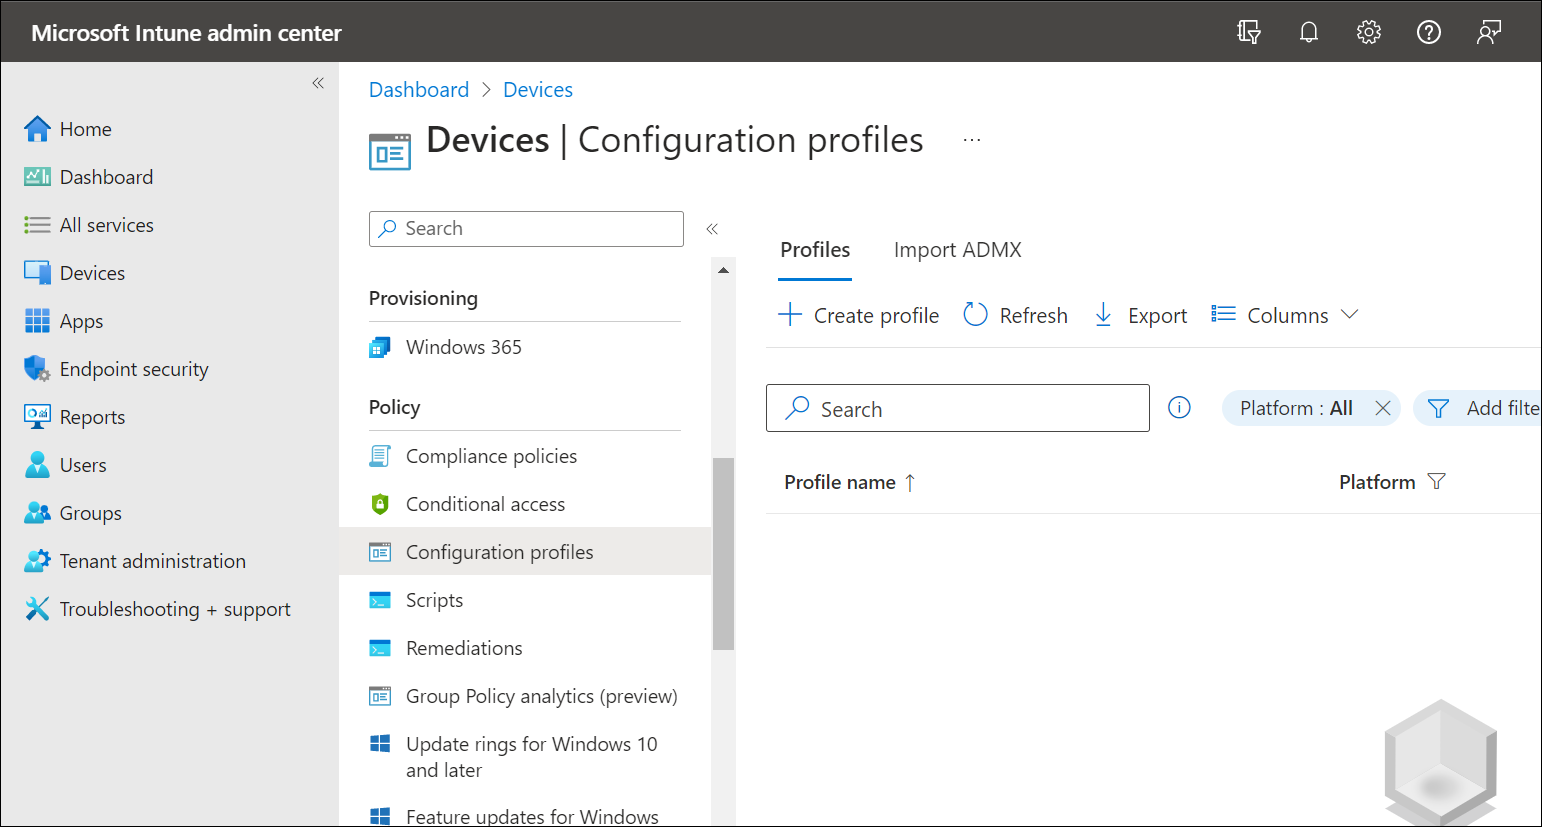 Microsoft Intune admin center
Home
Dashboard
All services
Devices
Apps
Endpoint security
Reports
Users
Groups
Tenant administration
Troubleshooting + support
Dashboard > Devices
Devices | Configuration profiles ...
Search
Provisioning
Windows 365
Policy
Compliance policies
Conditional access
Configuration profiles
Scripts
Remediations
Group Policy analytics (preview)
Update rings for Windows 10
and later
Feature updates for Windows
Profiles Import ADMX
Create profile Refresh Export Columns
Search Platform : All Add filte
Profile name ↑ Platform